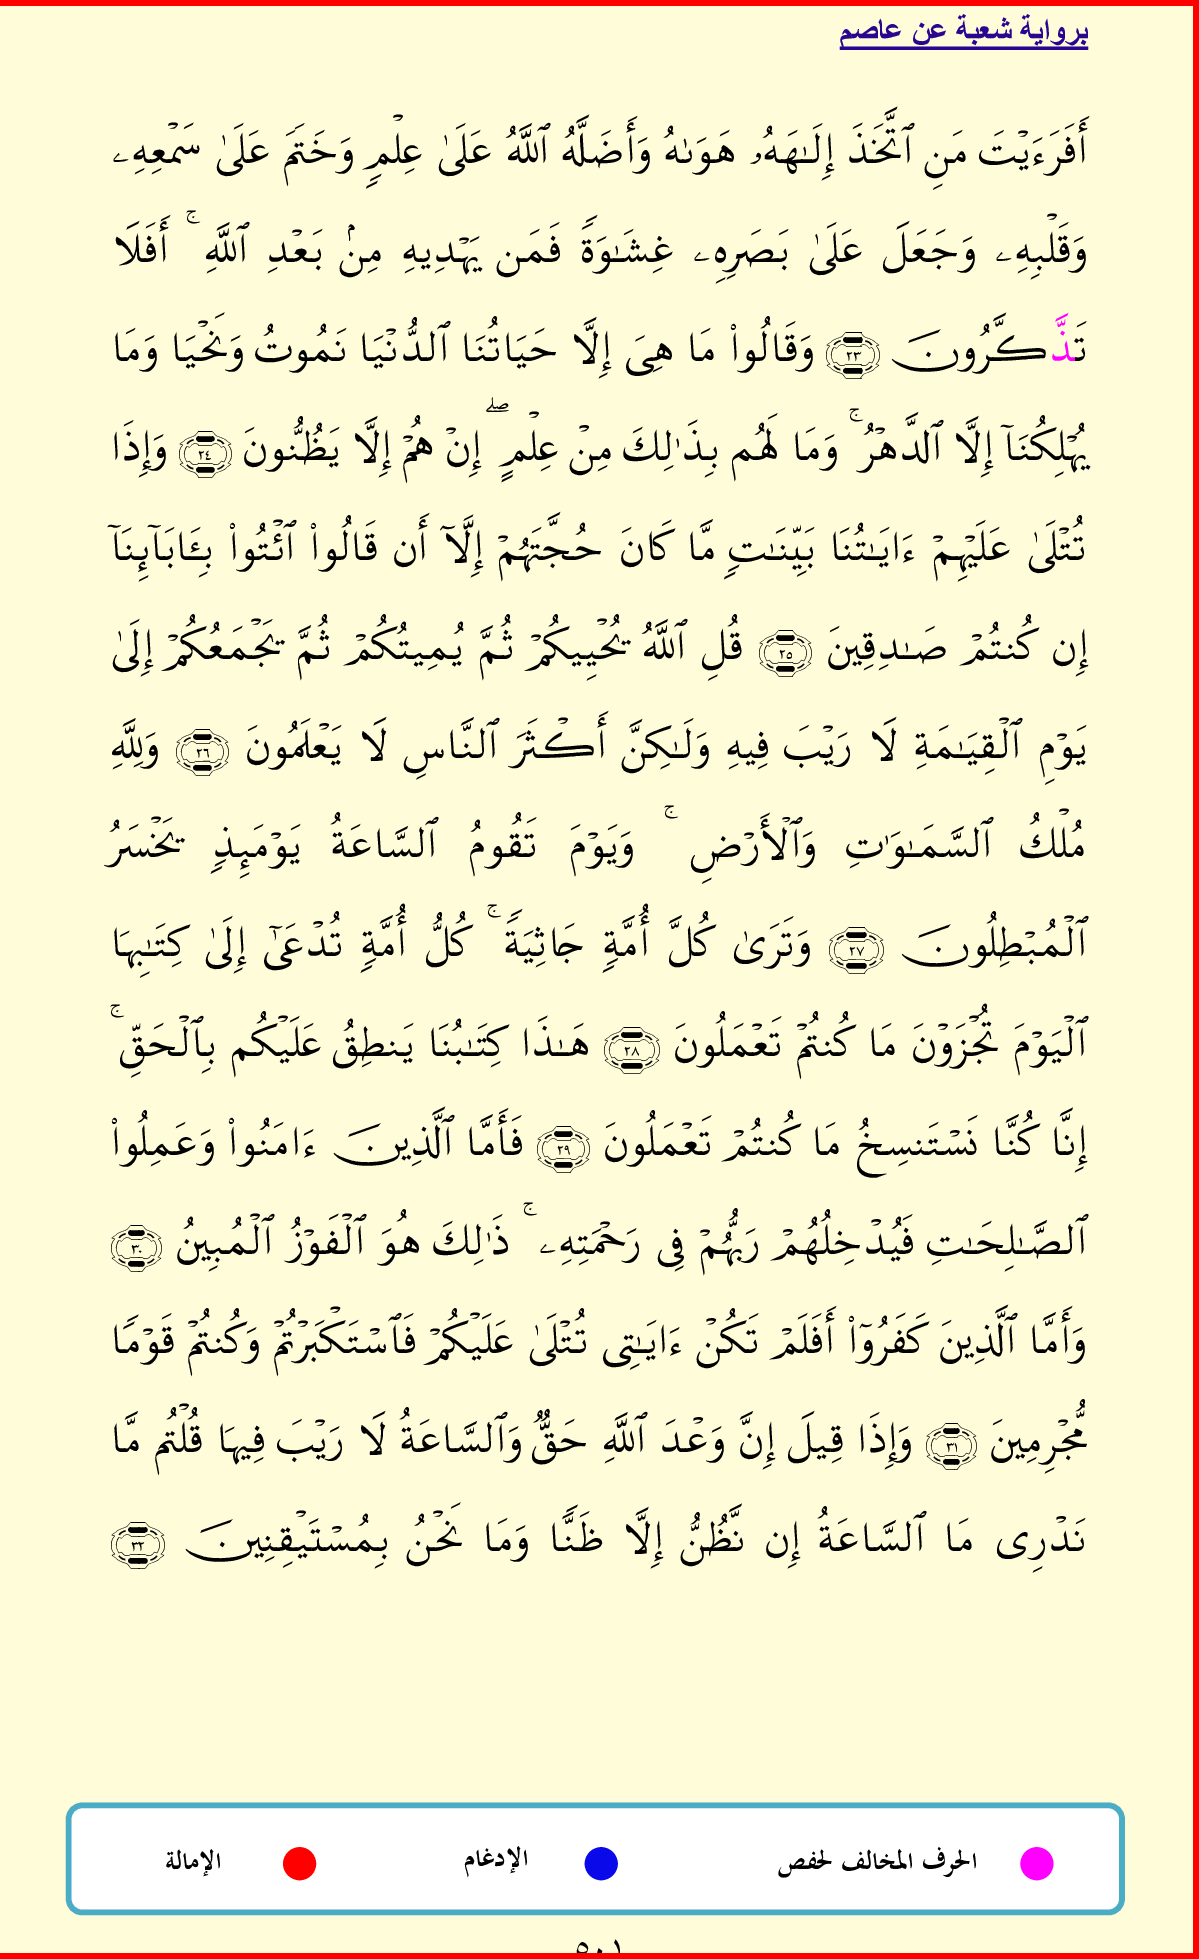 برواية شعبة عن عاصم
أَفَرَءَيْتَ مَنِ ٱتَّخَذَ إِلَـٰهَهُۥ هَوَىٰهُ وَأَضَلَّهُ ٱللَّهُ عَلَىٰ عِلْمٍ وَخَتَمَ عَلَىٰ سَمْعِهِۦ
وَقَلْبِهِۦ وَجَعَلَ عَلَىٰ بَصَرِهِۦ غِشَـٰوَةً فَمَن يَهْدِيهِ مِنۢ بَعْدِ ٱللَّهِ ۚ أَفَلَا
تَذَّكَّرُونَ ٢٣ وَقَالُوا۟ مَا هِىَ إِلَّا حَيَاتُنَا ٱلدُّنْيَا نَمُوتُ وَنَحْيَا وَمَا
يُهْلِكُنَآ إِلَّا ٱلدَّهْرُ ۚ وَمَا لَهُم بِذَٰلِكَ مِنْ عِلْمٍ ۖ إِنْ هُمْ إِلَّا يَظُنُّونَ ٢٤ وَإِذَا
تُتْلَىٰ عَلَيْهِمْ ءَايَـٰتُنَا بَيِّنَـٰتٍ مَّا كَانَ حُجَّتَهُمْ إِلَّآ أَن قَالُوا۟ ٱئْتُوا۟ بِـَٔابَآئِنَآ
إِن كُنتُمْ صَـٰدِقِينَ ٢٥ قُلِ ٱللَّهُ يُحْيِيكُمْ ثُمَّ يُمِيتُكُمْ ثُمَّ يَجْمَعُكُمْ إِلَىٰ
يَوْمِ ٱلْقِيَـٰمَةِ لَا رَيْبَ فِيهِ وَلَـٰكِنَّ أَكْثَرَ ٱلنَّاسِ لَا يَعْلَمُونَ ٢٦ وَلِلَّهِ
مُلْكُ ٱلسَّمَـٰوَٰتِ وَٱلْأَرْضِ ۚ وَيَوْمَ تَقُومُ ٱلسَّاعَةُ يَوْمَئِذٍ يَخْسَرُ
ٱلْمُبْطِلُونَ ٢٧ وَتَرَىٰ كُلَّ أُمَّةٍ جَاثِيَةً ۚ كُلُّ أُمَّةٍ تُدْعَىٰٓ إِلَىٰ كِتَـٰبِهَا
ٱلْيَوْمَ تُجْزَوْنَ مَا كُنتُمْ تَعْمَلُونَ ٢٨ هَـٰذَا كِتَـٰبُنَا يَنطِقُ عَلَيْكُم بِٱلْحَقِّ ۚ
إِنَّا كُنَّا نَسْتَنسِخُ مَا كُنتُمْ تَعْمَلُونَ ٢٩ فَأَمَّا ٱلَّذِينَ ءَامَنُوا۟ وَعَمِلُوا۟
ٱلصَّـٰلِحَـٰتِ فَيُدْخِلُهُمْ رَبُّهُمْ فِى رَحْمَتِهِۦ ۚ ذَٰلِكَ هُوَ ٱلْفَوْزُ ٱلْمُبِينُ ٣٠
وَأَمَّا ٱلَّذِينَ كَفَرُوٓا۟ أَفَلَمْ تَكُنْ ءَايَـٰتِى تُتْلَىٰ عَلَيْكُمْ فَٱسْتَكْبَرْتُمْ وَكُنتُمْ قَوْمًا
مُّجْرِمِينَ ٣١ وَإِذَا قِيلَ إِنَّ وَعْدَ ٱللَّهِ حَقٌّ وَٱلسَّاعَةُ لَا رَيْبَ فِيهَا قُلْتُم مَّا
نَدْرِى مَا ٱلسَّاعَةُ إِن نَّظُنُّ إِلَّا ظَنًّا وَمَا نَحْنُ بِمُسْتَيْقِنِينَ ٣٢
الحرف المخالف لحفص الإدغام الإمالة
٥٠١